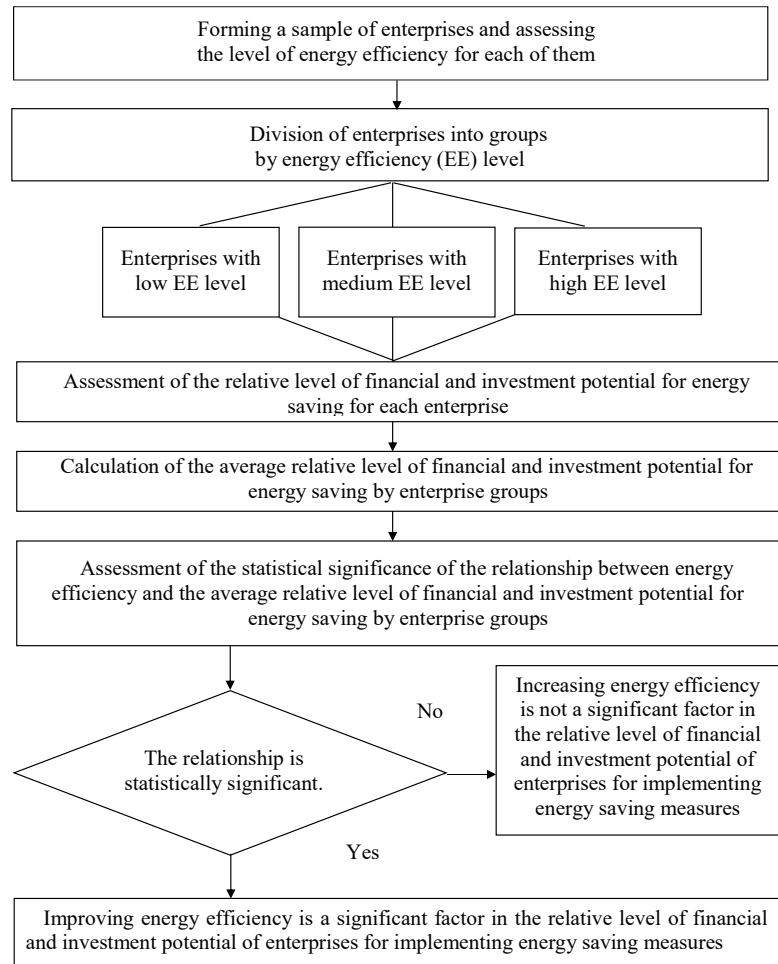 Forming a sample of enterprises and assessing
the level of energy efficiency for each of them
Division of enterprises into groups
by energy efficiency (EE) level
Enterprises with
low EE level
Enterprises with
medium EE level
Enterprises with
high EE level
Assessment of the relative level of financial and investment potential for energy
saving for each enterprise
Calculation of the average relative level of financial and investment potential for
energy saving by enterprise groups
Assessment of the statistical significance of the relationship between energy
efficiency and the average relative level of financial and investment potential for
energy saving by enterprise groups
The relationship is
statistically significant.
No
Increasing energy efficiency
is not a significant factor in
the relative level of financial
and investment potential of
enterprises for implementing
energy saving measures
Yes
Improving energy efficiency is a significant factor in the relative level of financial
and investment potential of enterprises for implementing energy saving measures